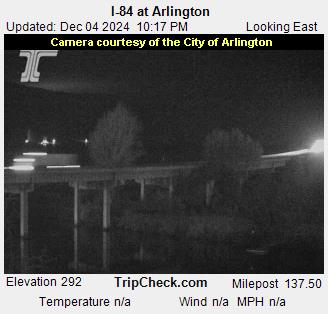 I-84 at Arlington
Updated: Dec 04 2024 10:17 PM Looking East
Camera courtesy of the City of Arlington
Elevation 292 TripCheck.com Milepost 137.50
Temperature n/a Wind n/a MPH n/a